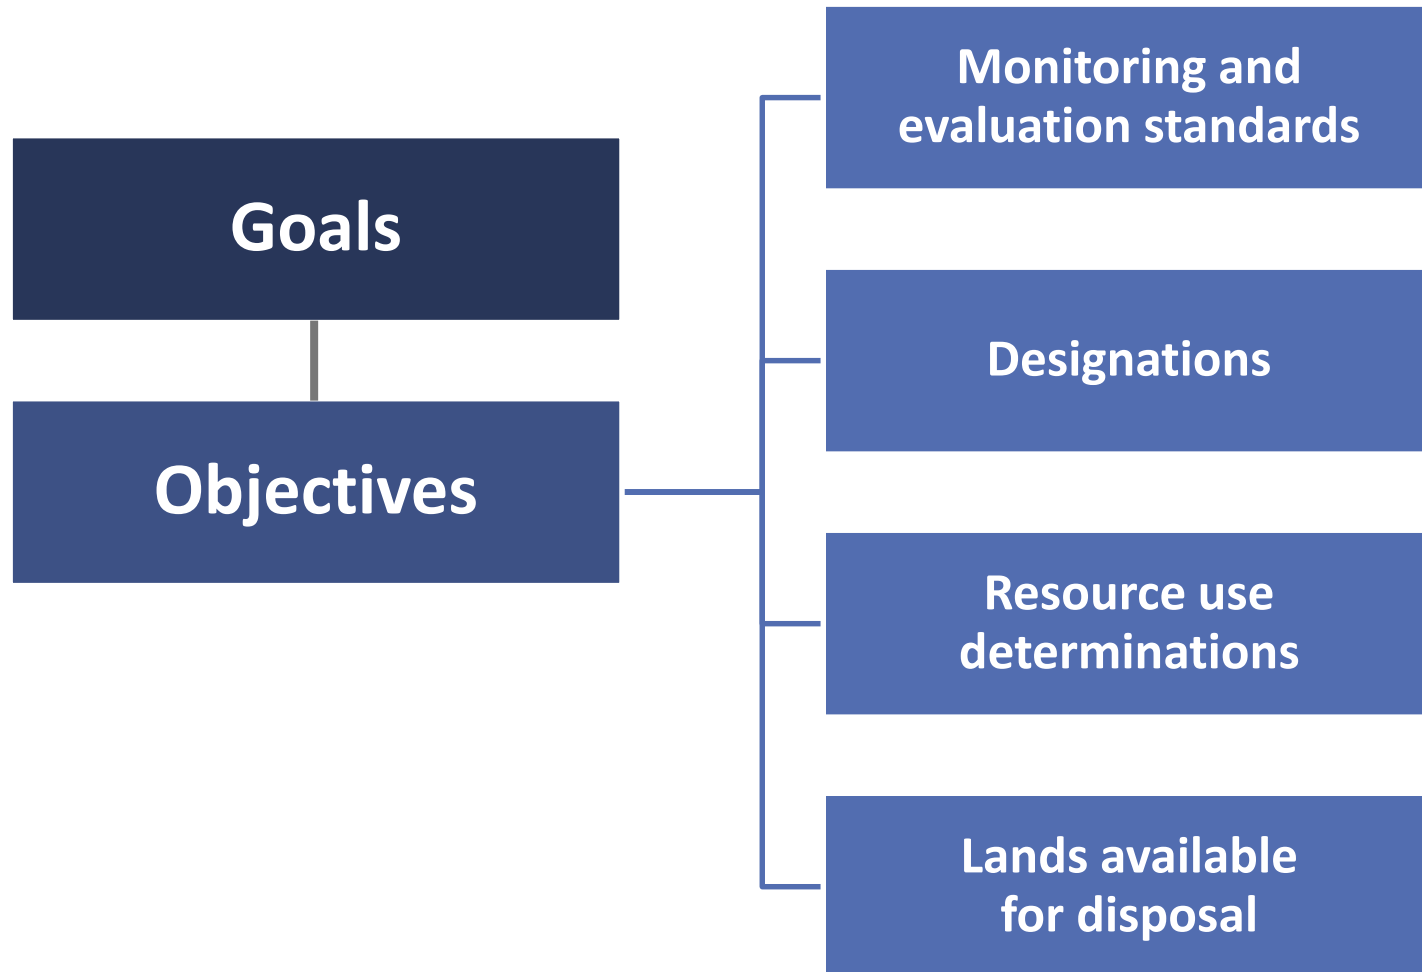 Goals
Objectives
Monitoring and
evaluation standards
Designations
Resource use
determinations
Lands available
for disposal